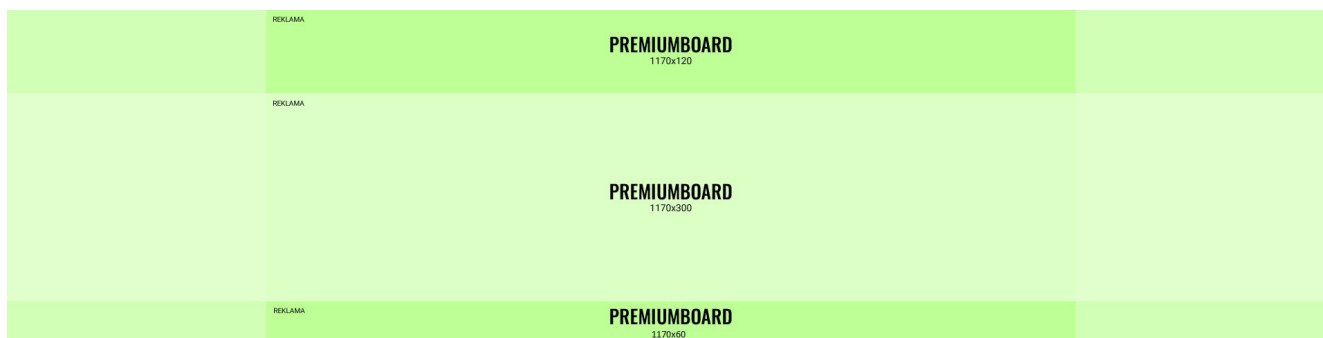 REKLAMA
PREMIUMBOARD
1170x120
REKLAMA
PREMIUMBOARD
1170x300
REKLAMA
PREMIUMBOARD
1170x60